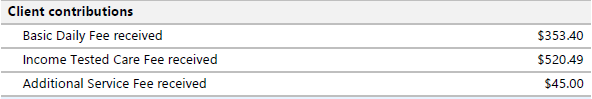 Client contributions
Basic Daily Fee received $353.40
Income Tested Care Fee received $520.49
Additional Service Fee received $45.00